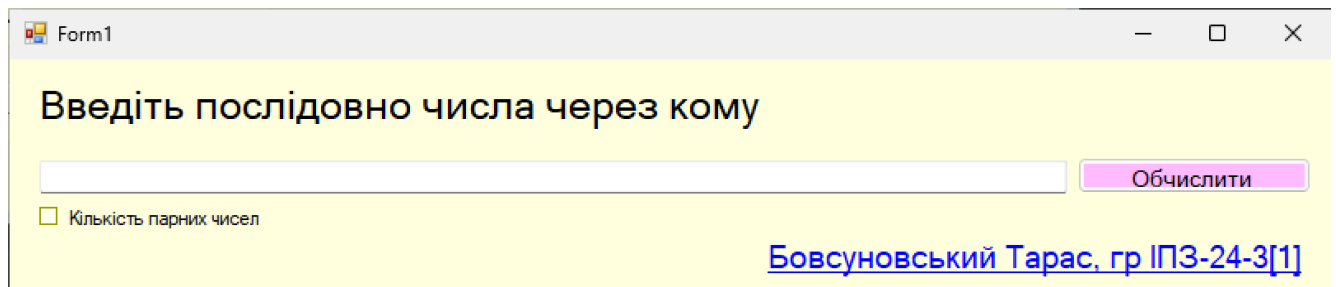 Form1
Введіть послідовно числа через кому
Обчислити
Кількість парних чисел
Бовсуновський Тарас, гр ІПЗ-24-3[1]